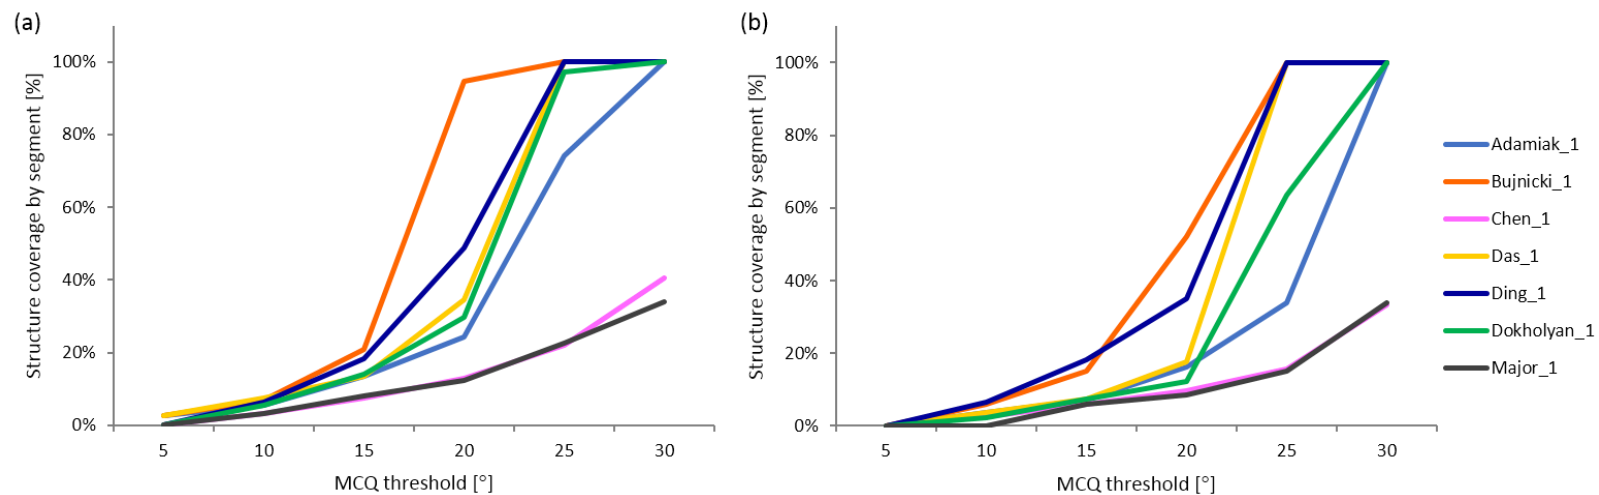 (a)
Structure coverage by segment [%]
100%
80%
60%
40%
20%
0%
5 10 15 20 25 30
MCQ threshold [°]
(b)
Structure coverage by segment [%]
100%
80%
60%
40%
20%
0%
5 10 15 20 25 30
MCQ threshold [°]
Adamiak_1
Bujnicki_1
Chen_1
Das_1
Ding_1
Dokholyan_1
Major_1